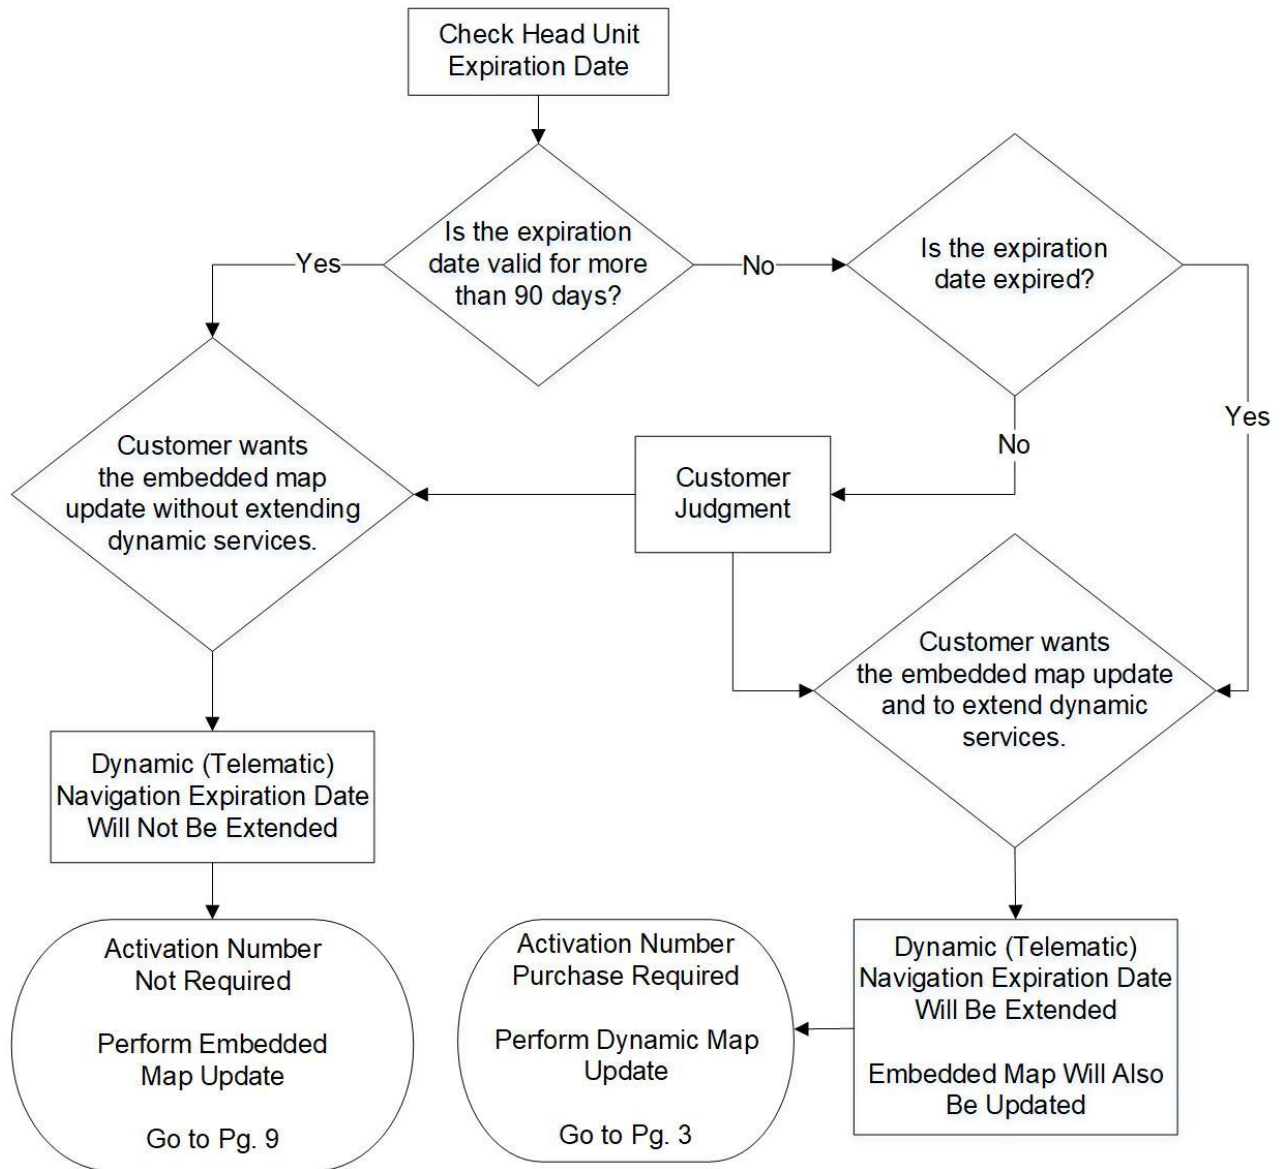 Check Head Unit
Expiration Date
Is the expiration
date valid for more
than 90 days?
Yes
No
Is the expiration
date expired?
Yes
No
Customer
Judgment
Customer wants
the embedded map
update without extending
dynamic services.
Customer wants
the embedded map update
and to extend dynamic
services.
Dynamic (Telematic)
Navigation Expiration Date
Will Not Be Extended
Activation Number
Not Required
Perform Embedded
Map Update
Go to Pg. 9
Activation Number
Purchase Required
Perform Dynamic Map
Update
Go to Pg. 3
Dynamic (Telematic)
Navigation Expiration Date
Will Be Extended
Embedded Map Will Also
Be Updated